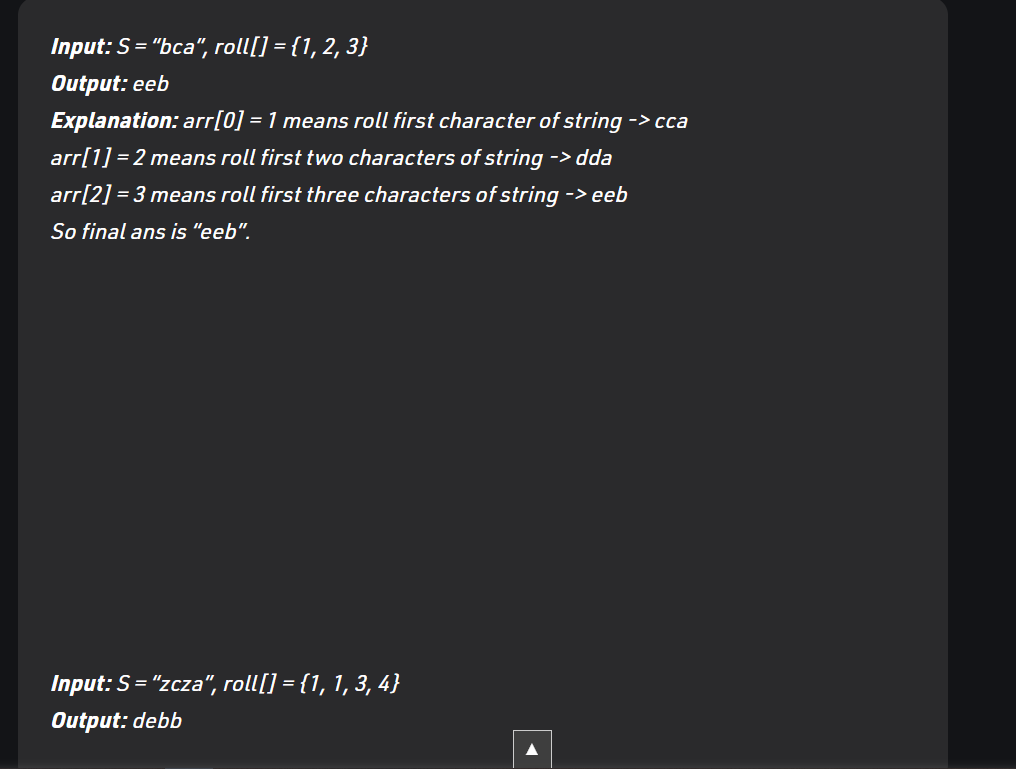 Input: S = “bca”, roll[] = {1, 2, 3}
Output: eeb
Explanation: arr[0] = 1 means roll first character of string -> cca
arr[1] = 2 means roll first two characters of string -> dda
arr[2] = 3 means roll first three characters of string -> eeb
So final ans is “eeb”.
Input: S = “zcza”, roll[] = {1, 1, 3, 4}
Output: debb